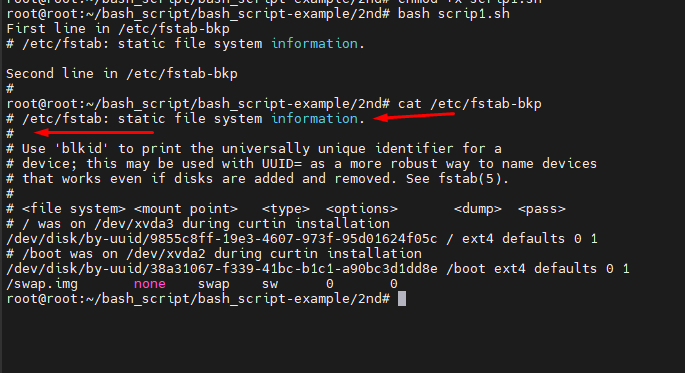 root@root:~/bash_script/bash_script-example/2nd# chmod +x scrip1.sh
root@root:~/bash_script/bash_script-example/2nd# bash scrip1.sh
First line in /etc/fstab-bkp
# /etc/fstab: static file system information.
Second line in /etc/fstab-bkp
#
root@root:~/bash_script/bash_script-example/2nd# cat /etc/fstab-bkp
# /etc/fstab: static file system information.
#
# Use 'blkid' to print the universally unique identifier for a
# device; this may be used with UUID= as a more robust way to name devices
# that works even if disks are added and removed. See fstab(5).
#
# <file system> <mount point>   <type>  <options>       <dump>  <pass>
# / was on /dev/xvda3 during curtin installation
/dev/disk/by-uuid/9855c8ff-19e3-4607-973f-95d01624f05c / ext4 defaults 0 1
# /boot was on /dev/xvda2 during curtin installation
/dev/disk/by-uuid/38a31067-f339-41bc-b1c1-a90bc3d1dd8e /boot ext4 defaults 0 1
/swap.img       none    swap    sw      0       0
root@root:~/bash_script/bash_script-example/2nd#